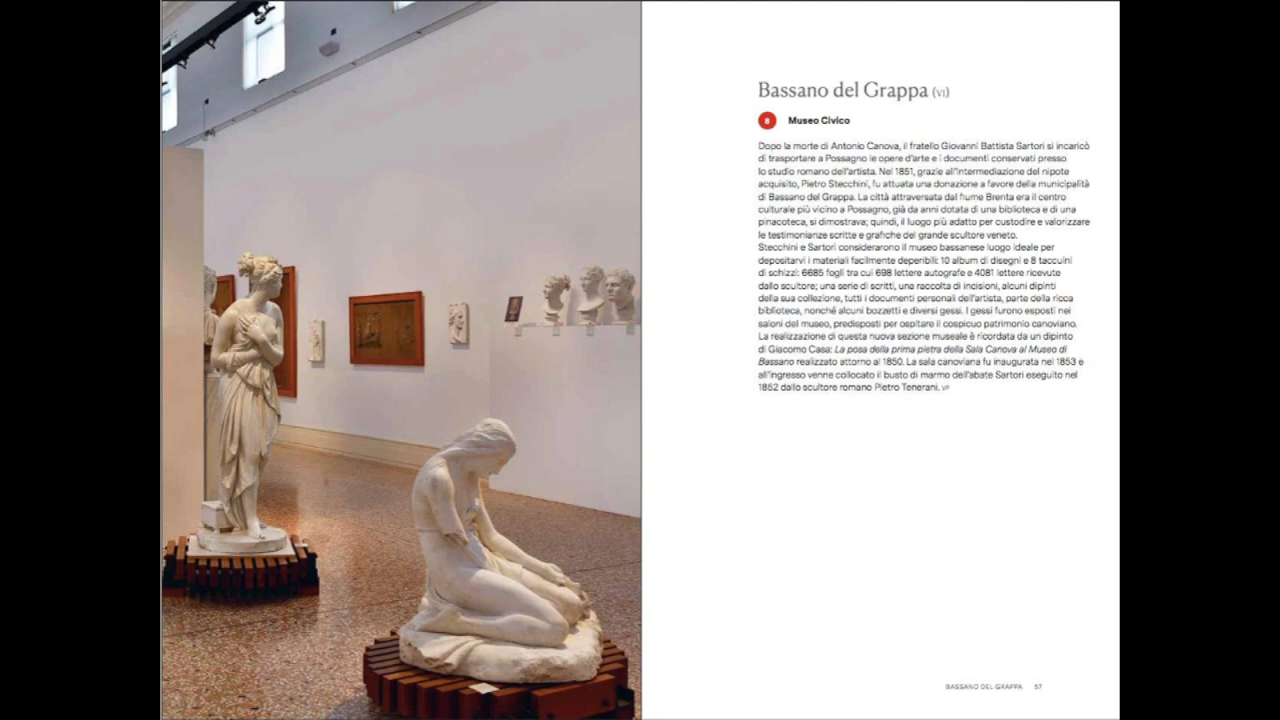 Bassano del Grappa (VI)
8 Museo Civico
Dopo la morte di Antonio Canova, il fratello Giovanni Battista Sartori si incaricò
di trasportare a Possagno le opere d'arte e i documenti conservati presso
lo studio romano dell'artista. Nel 1851, grazie all'intermediazione del nipote
acquisito, Pietro Stecchini, fu attuata una donazione a favore della municipalità
di Bassano del Grappa. La città attraversata dal fiume Brenta era il centro
culturale più vicino a Possagno, già da anni dotata di una biblioteca e di una
pinacoteca, si dimostrava; quindi, il luogo più adatto per custodire e valorizzare
le testimonianze scritte e grafiche del grande scultore veneto.
Stecchini e Sartori considerarono il museo bassanese luogo ideale per
depositarvi i materiali facilmente deperibili: 10 album di disegni e 8 taccuini
di schizzi: 6685 fogli tra cui 698 lettere autografe e 4081 lettere ricevute
dallo scultore; una serie di scritti, una raccolta di incisioni, alcuni dipinti
della sua collezione, tutti i documenti personali dell'artista, parte della ricca
biblioteca, nonché alcuni bozzetti e diversi gessi. I gessi furono esposti nei
saloni del museo, predisposti per ospitare il cospicuo patrimonio canoviano.
La realizzazione di questa nuova sezione museale è ricordata da un dipinto
di Giacomo Casa: La posa della prima pietra della Sala Canova al Museo di
Bassano realizzato attorno al 1850. La sala canoviana fu inaugurata nel 1853 e
all'ingresso venne collocato il busto di marmo dell'abate Sartori eseguito nel
1852 dallo scultore romano Pietro Tenerani. VP
BASSANO DEL GRAPPA 57